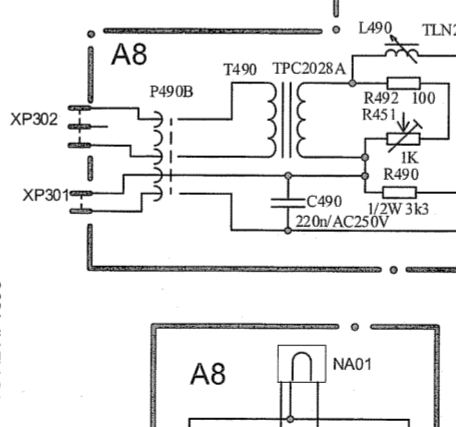 L490 TLN2
A8
T490 TPC2028A
P490B
R492 100
R451
XP302
1K
R490
XP301
C490
1/2W 3k3
220n/AC250V
NA01
A8